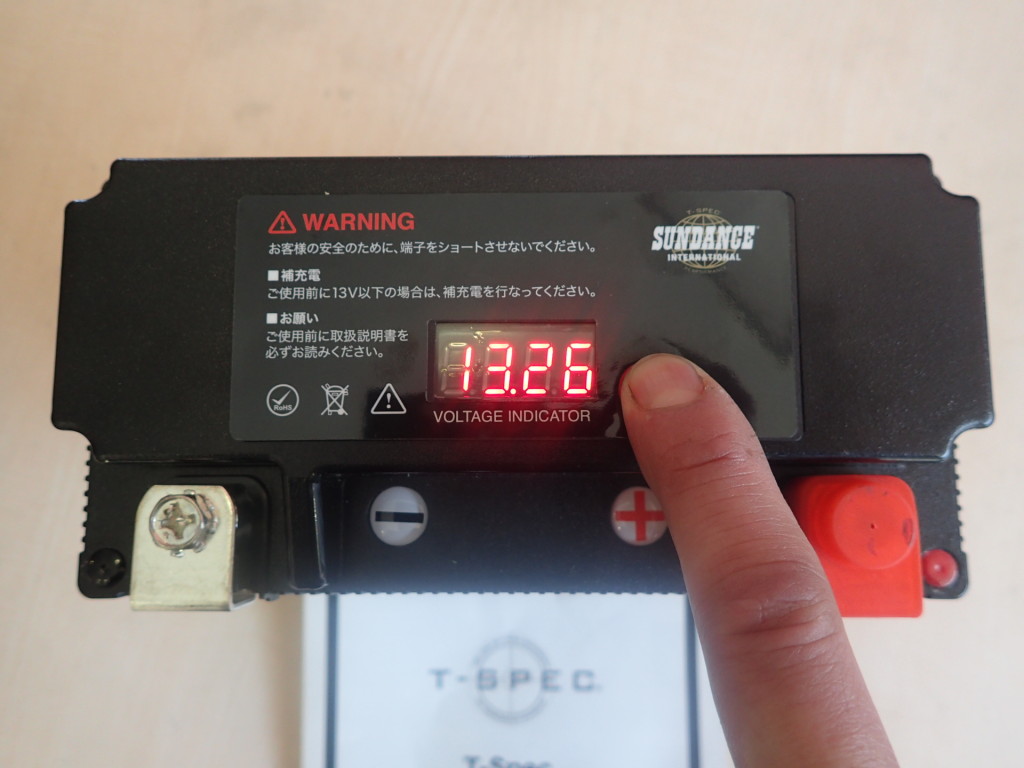 WARNING
お客様の安全のために、端子をショートさせないでください。
■補充電
ご使用前に13V以下の場合は、補充電を行なってください。
■お願い
ご使用前に取扱説明書を
必ずお読みください。
RoHS
T-SPEC
SUNDANCE
INTERNATIONAL
13.26
VOLTAGE INDICATOR
T-SPEC.
T-Spec